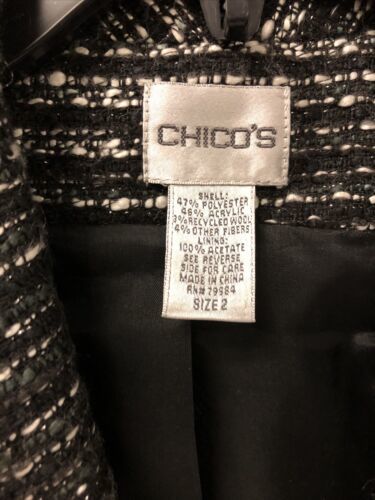 CHICO'S
SHELL:
47% POLYESTER
46% ACRYLIC
3% RECYCLED WOOL
4% OTHER FIBERS
LINING:
100% ACETATE
SEE REVERSE
SIDE FOR CARE
MADE IN CHINA
RN# 79984
SIZE 2